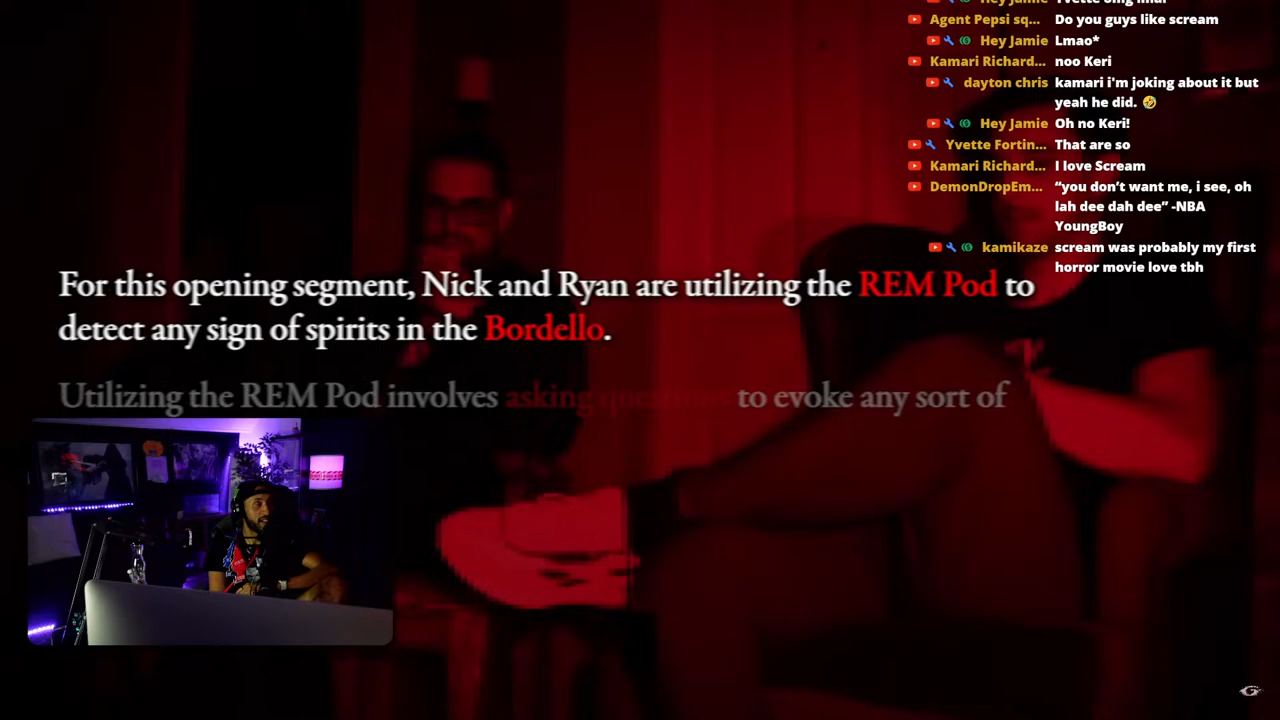 Agent Pepsi sq... Do you guys like scream
Hey Jamie Lmao*
Kamari Richard... noo Keri
dayton chris kamari i'm joking about it but
yeah he did. 🤣
Hey Jamie Oh no Keri!
Yvette Fortin... That are so
Kamari Richard... I love Scream
DemonDropEm... “you don’t want me, i see, oh
lah dee dah dee” -NBA
YoungBoy
kamikaze scream was probably my first
horror movie love tbh
For this opening segment, Nick and Ryan are utilizing the REM Pod to
detect any sign of spirits in the Bordello.
Utilizing the REM Pod involves asking questions to evoke any sort of